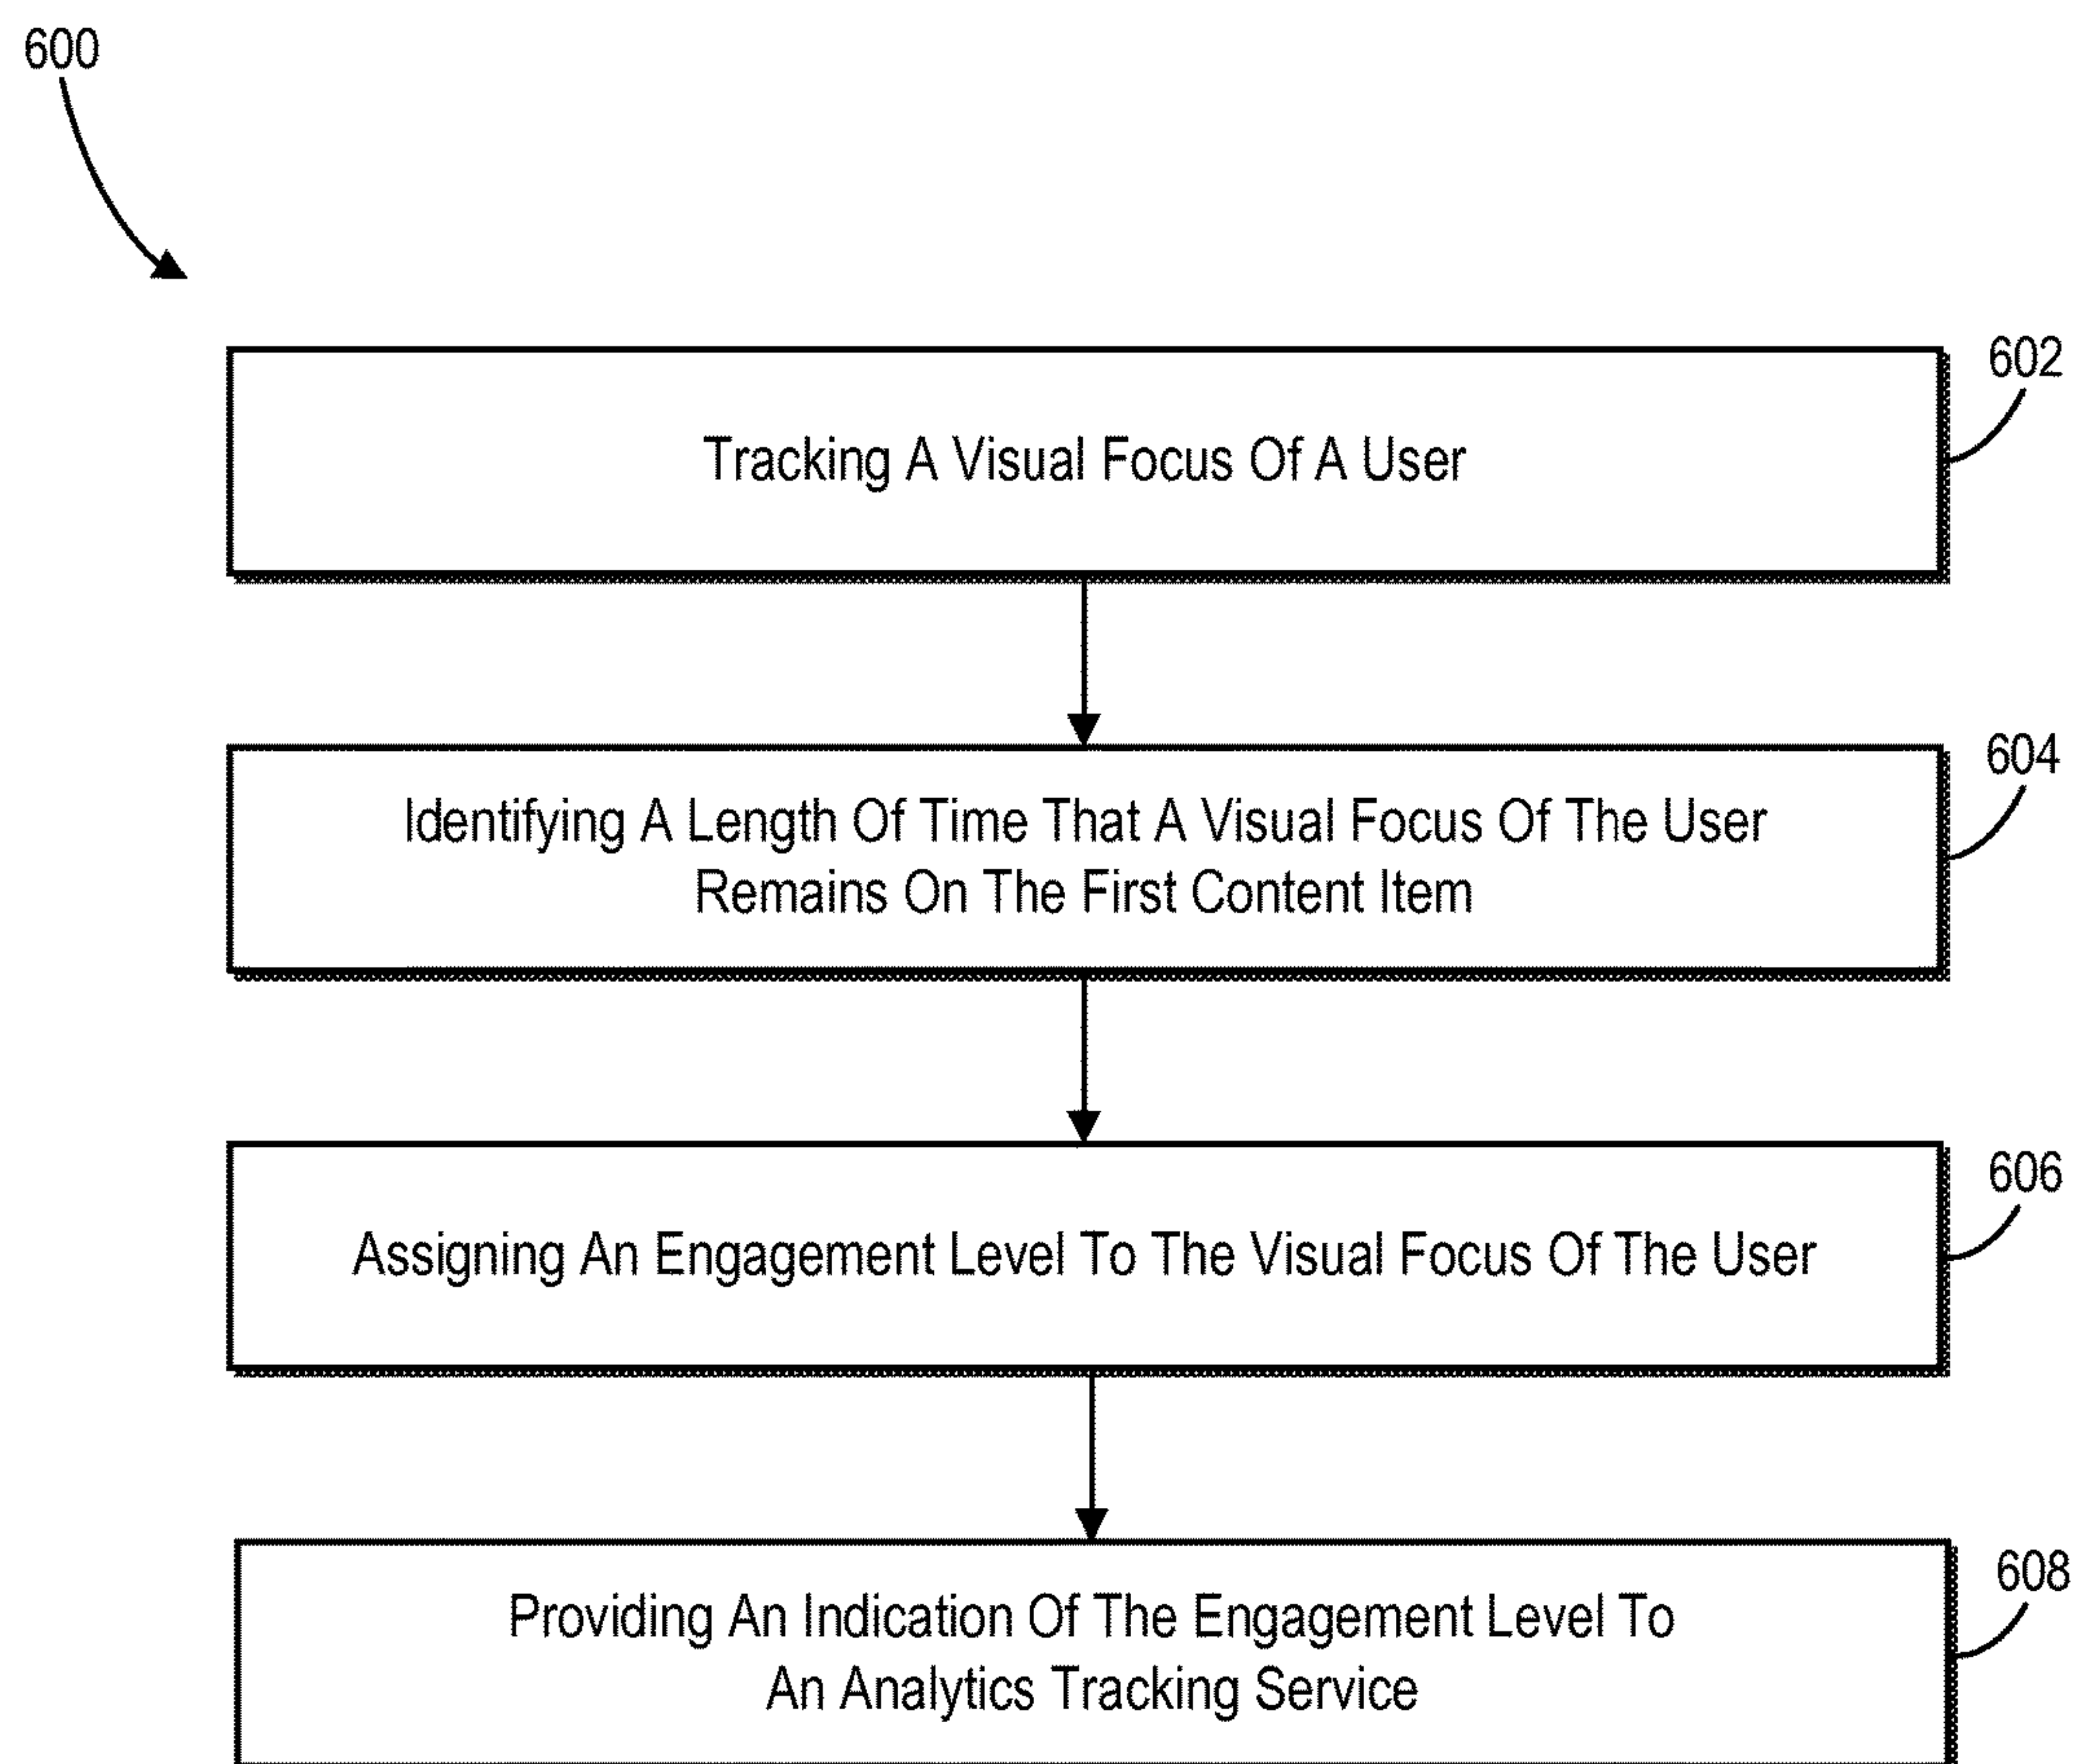 600
602
Tracking A Visual Focus Of A User
604
Identifying A Length Of Time That A Visual Focus Of The User
Remains On The First Content Item
606
Assigning An Engagement Level To The Visual Focus Of The User
608
Providing An Indication Of The Engagement Level To
An Analytics Tracking Service